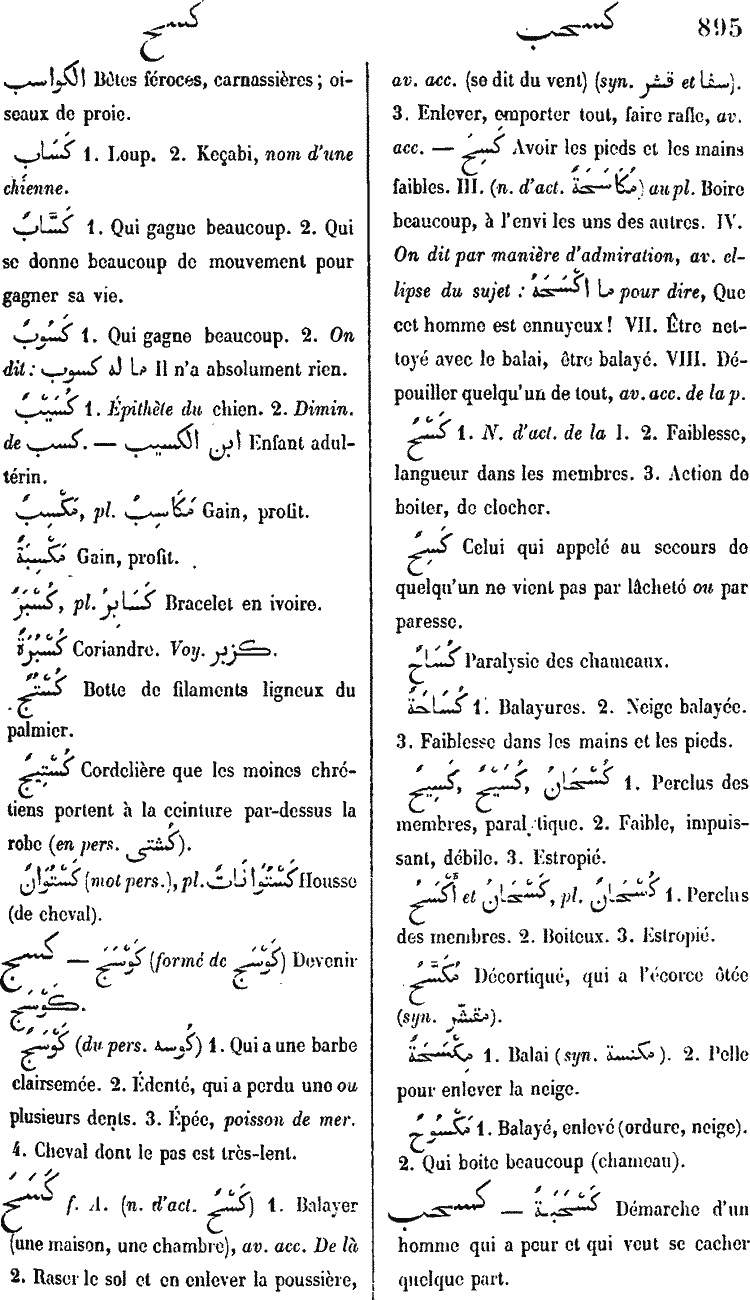 كسح
كسحب
895
الكواسب Bêtes féroces, carnassières ; oi-
seaux de proie.
كَسَابِ 1. Loup. 2. Keçabi, nom d'une
chienne.
كَسَّابٌ 1. Qui gagne beaucoup. 2. Qui
se donne beaucoup de mouvement pour
gagner sa vie.
كَسُوبٌ 1. Qui gagne beaucoup. 2. On
dit : ما له كسوب Il n'a absolument rien.
كُسَيْبٌ 1. Épithète du chien. 2. Dimin.
de كسب. — ابن الكسيب Enfant adul-
térin.
مَكْسِبٌ, pl. مَكَاسِبُ Gain, profit.
مَكْسِبَةٌ Gain, profit.
كُسْبُرٌ, pl. كَسَابِرُ Bracelet en ivoire.
كُسْبُرَةٌ Coriandre. Voy. كزبر.
كُسْتُجٌ Botte de filaments ligneux du
palmier.
كُسْتِيجٌ Cordelière que les moines chré-
tiens portent à la ceinture par-dessus la
robe (en pers. كُشتى).
كَسْتُوَانٌ (mot pers.), pl. كَسْتُوَانَاتٌ Housse
(de cheval).
كسج — كَوْسَجَ (formé de كَوْسَجٌ) Devenir
كَوْسَج.
كَوْسَجٌ (du pers. كوسه) 1. Qui a une barbe
clairsemée. 2. Édenté, qui a perdu une ou
plusieurs dents. 3. Épée, poisson de mer.
4. Cheval dont le pas est très-lent.
كَسَحَ f. A. (n. d'act. كَسْحٌ) 1. Balayer
(une maison, une chambre), av. acc. De là
2. Raser le sol et en enlever la poussière,
av. acc. (se dit du vent) (syn. قشر et سفا).
3. Enlever, emporter tout, faire rafle, av.
acc. — كَسِحَ Avoir les pieds et les mains
faibles. III. (n. d'act. مُكَاسَحَةٌ) au pl. Boire
beaucoup, à l'envi les uns des autres. IV.
On dit par manière d'admiration, av. el-
lipse du sujet : ما أَكْسَحَهُ pour dire, Que
cet homme est ennuyeux ! VII. Être net-
toyé avec le balai, être balayé. VIII. Dé-
pouiller quelqu'un de tout, av. acc. de la p.
كَسْحٌ 1. N. d'act. de la I. 2. Faiblesse,
langueur dans les membres. 3. Action de
boiter, de clocher.
كَسِحٌ Celui qui appelé au secours de
quelqu'un ne vient pas par lâcheté ou par
paresse.
كُسَاحٌ Paralysie des chameaux.
كُسَاحَةٌ 1. Balayures. 2. Neige balayée.
3. Faiblesse dans les mains et les pieds.
كَسِيحٌ, كُسَيْحٌ, كَسْحَانُ 1. Perclus des
membres, paralytique. 2. Faible, impuis-
sant, débile. 3. Estropié.
أَكْسَحُ et كَسْحَانُ, pl. كُسْحَانٌ 1. Perclus
des membres. 2. Boiteux. 3. Estropié.
مُكَسَّحٌ Décortiqué, qui a l'écorce ôtée
(syn. مقشّر).
مِكْسَحَةٌ 1. Balai (syn. مكنسة). 2. Pelle
pour enlever la neige.
مَكْسُوحٌ 1. Balayé, enlevé (ordure, neige).
2. Qui boite beaucoup (chameau).
كسحب — كَسْحَبَةٌ Démarche d'un
homme qui a peur et qui veut se cacher
quelque part.